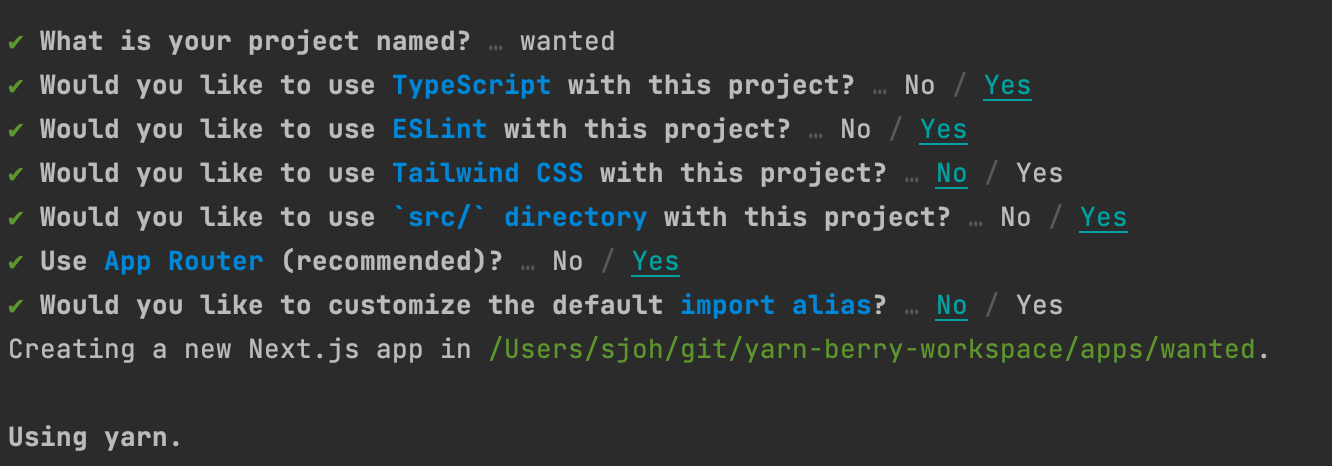 ✔ What is your project named? … wanted
✔ Would you like to use TypeScript with this project? … No / Yes
✔ Would you like to use ESLint with this project? … No / Yes
✔ Would you like to use Tailwind CSS with this project? … No / Yes
✔ Would you like to use `src/` directory with this project? … No / Yes
✔ Use App Router (recommended)? … No / Yes
✔ Would you like to customize the default import alias? … No / Yes
Creating a new Next.js app in /Users/sjoh/git/yarn-berry-workspace/apps/wanted.
Using yarn.